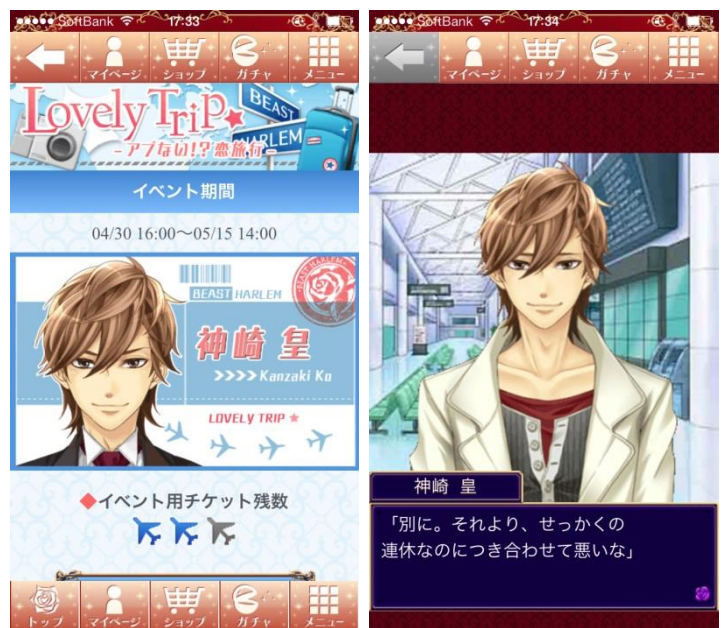 SoftBank 17:33
マイページ ショップ ガチャ メニュー
Lovely Trip
BEAST
HARLEM
-アブない!?恋旅行-
イベント期間
04/30 16:00〜05/15 14:00
BEAST HARLEM
神崎 皇
>>>>Kanzaki Ko
LOVELY TRIP
◆イベント用チケット残数
トップ マイページ ショップ ガチャ メニュー
SoftBank 17:34
マイページ ショップ ガチャ メニュー
神崎 皇
「別に。それより、せっかくの
連休なのにつき合わせて悪いな」